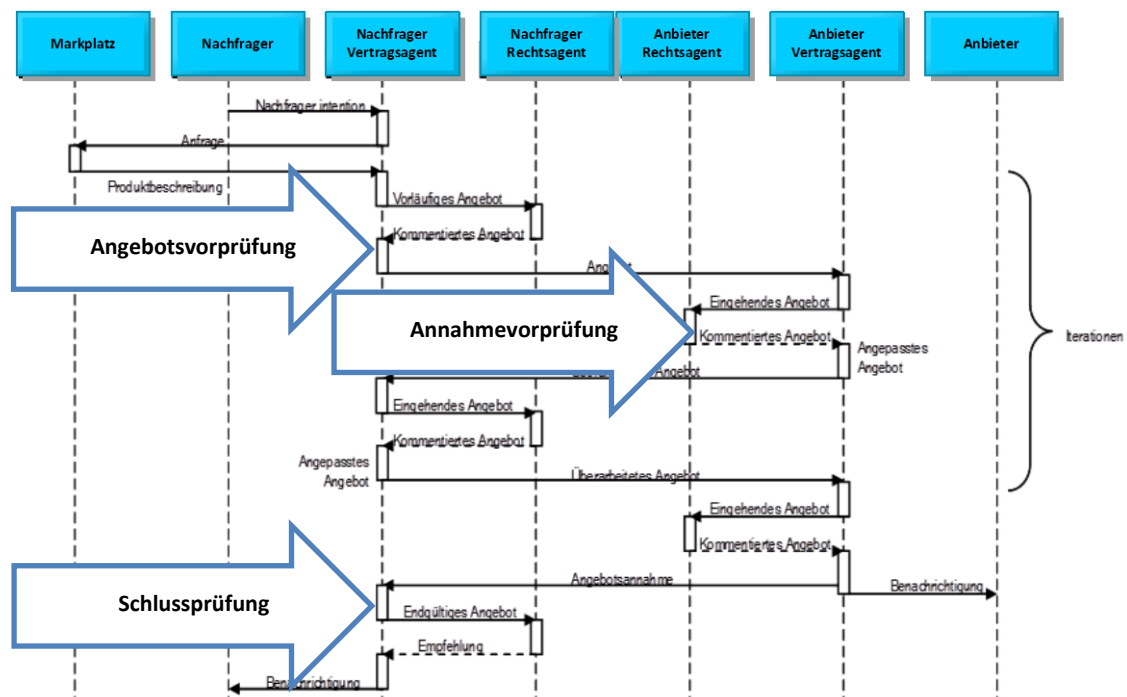 Markplatz
Nachfrager
Nachfrager
Vertragsagent
Nachfrager
Rechtsagent
Anbieter
Rechtsagent
Anbieter
Vertragsagent
Anbieter
Nachfrager intention
Anfrage
Produktbeschreibung
Vorläufiges Angebot
Kommentiertes Angebot
Angebotsvorprüfung
Eingehendes Angebot
Annahmevorprüfung
Kommentiertes Angebot
Angepasstes
Angebot
Iterationen
Angebot
Eingehendes Angebot
Kommentiertes Angebot
Angepasstes
Angebot
Überarbeitetes Angebot
Eingehendes Angebot
Kommentiertes Angebot
Angebotsannahme
Benachrichtigung
Schlussprüfung
Endgültiges Angebot
Empfehlung
Benachrichtigung